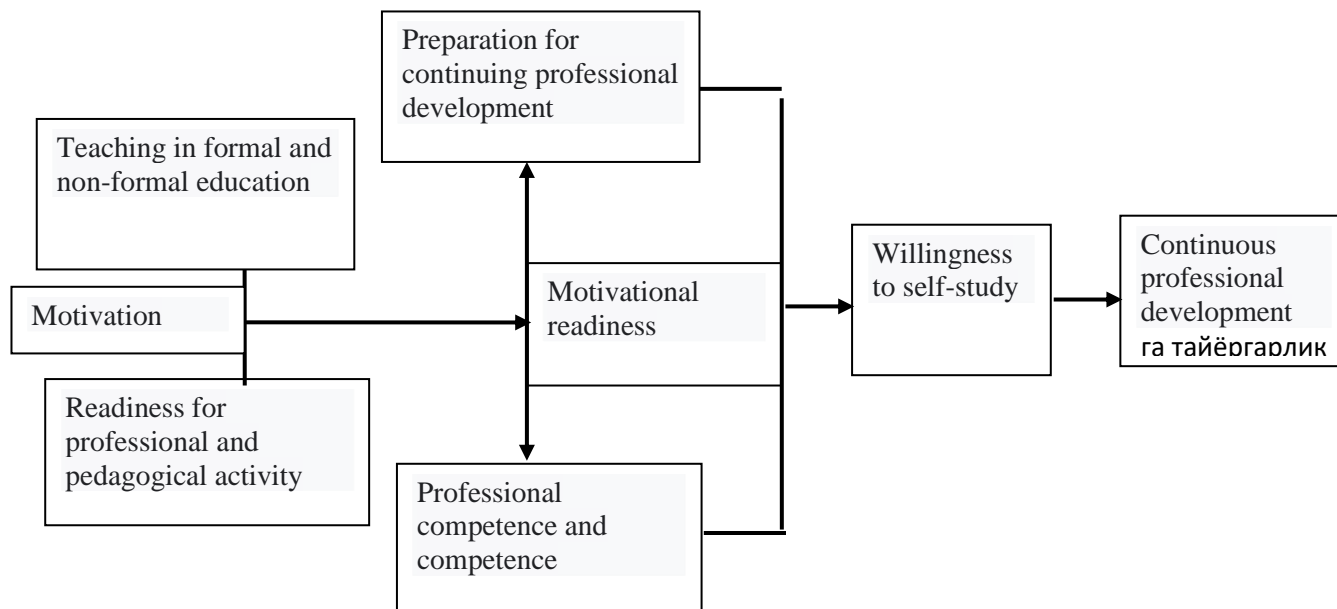 Preparation for
continuing professional
development
Teaching in formal and
non-formal education
Motivation
Readiness for
professional and
pedagogical activity
Motivational
readiness
Professional
competence and
competence
Willingness
to self-study
Continuous
professional
development
га тайёргарлик